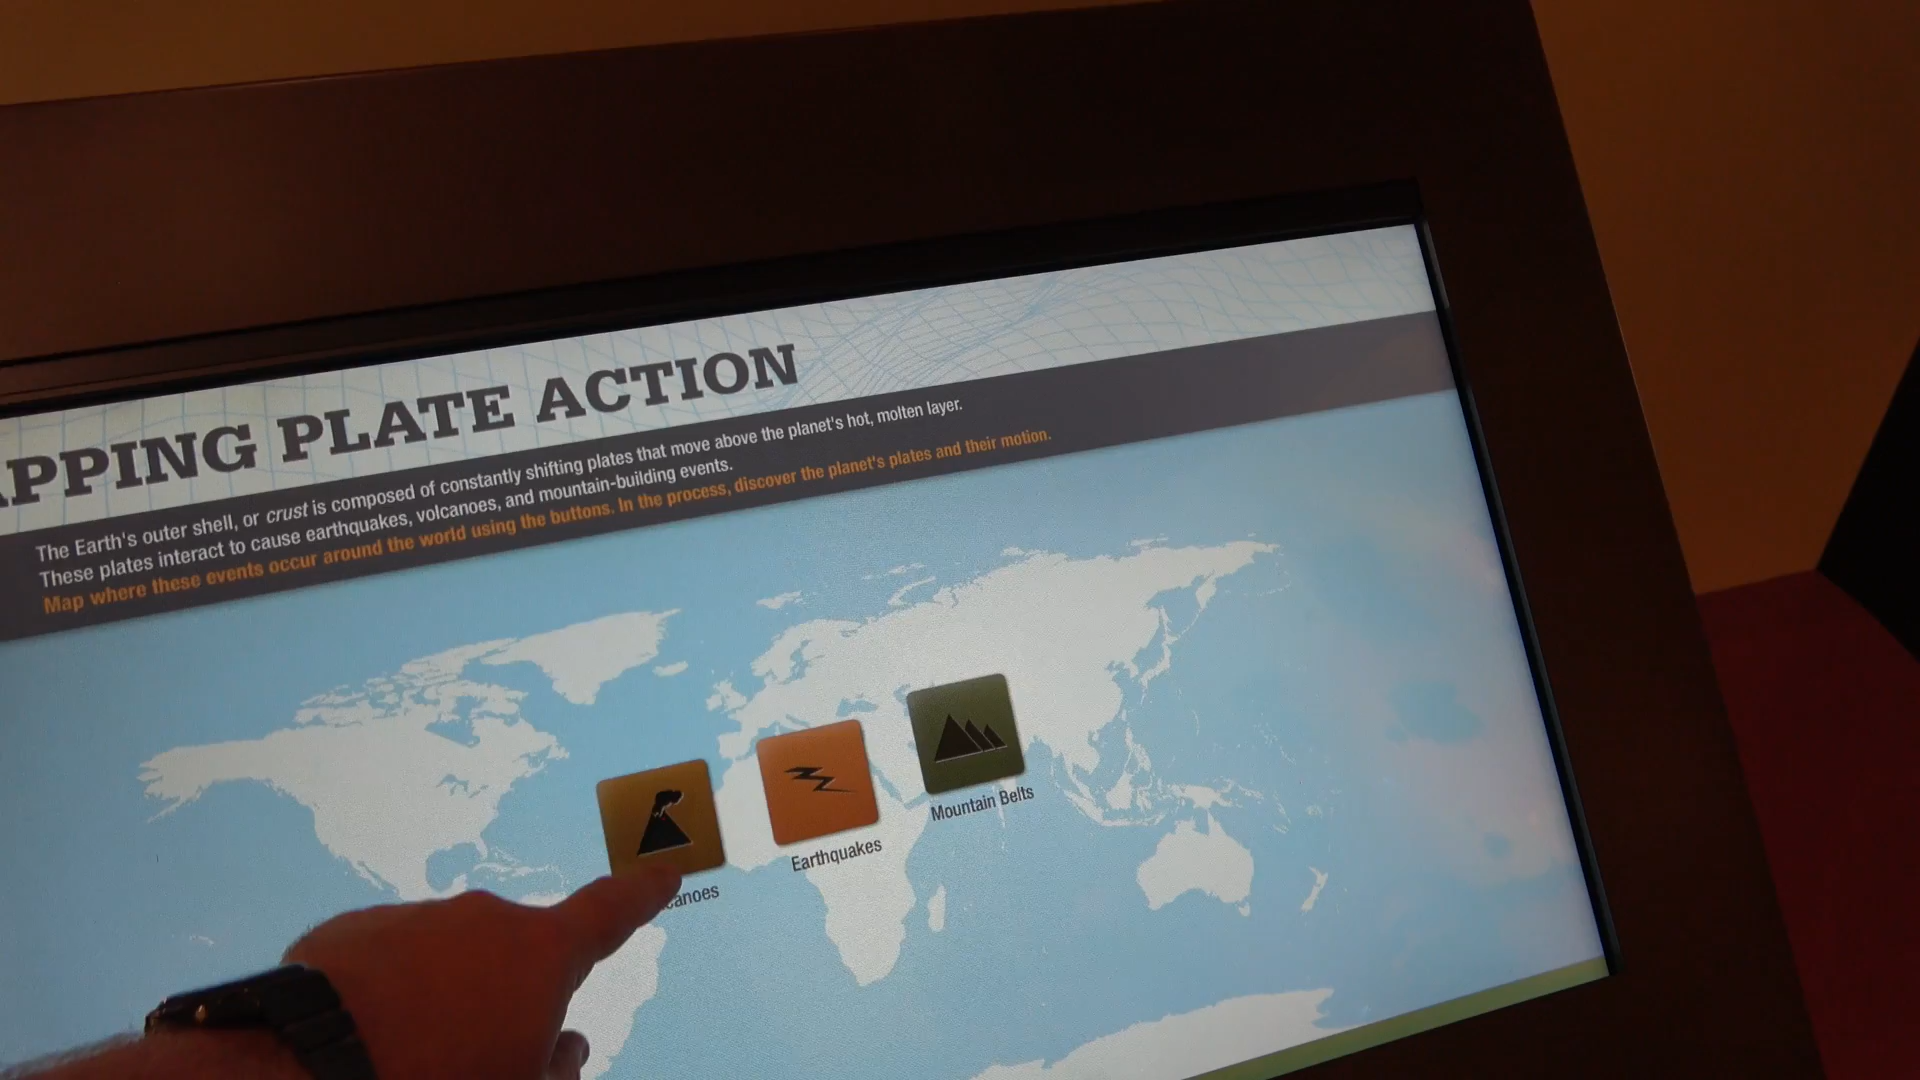 APPING PLATE ACTION
The Earth's outer shell, or crust is composed of constantly shifting plates that move above the planet's hot, molten layer.
These plates interact to cause earthquakes, volcanoes, and mountain-building events.
Map where these events occur around the world using the buttons. In the process, discover the planet's plates and their motion.
Mountain Belts
Earthquakes
canoes